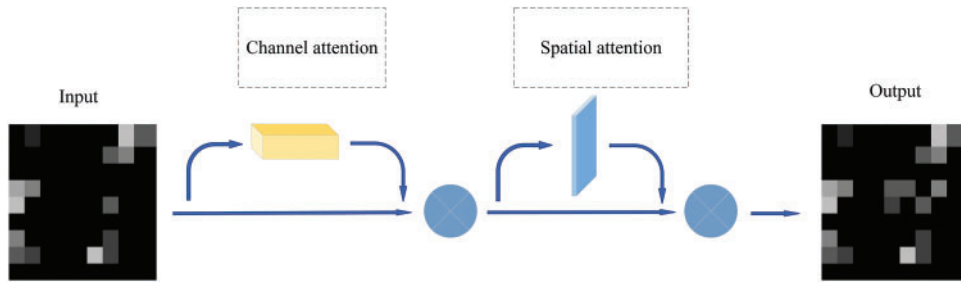 Channel attention
Spatial attention
Input
Output